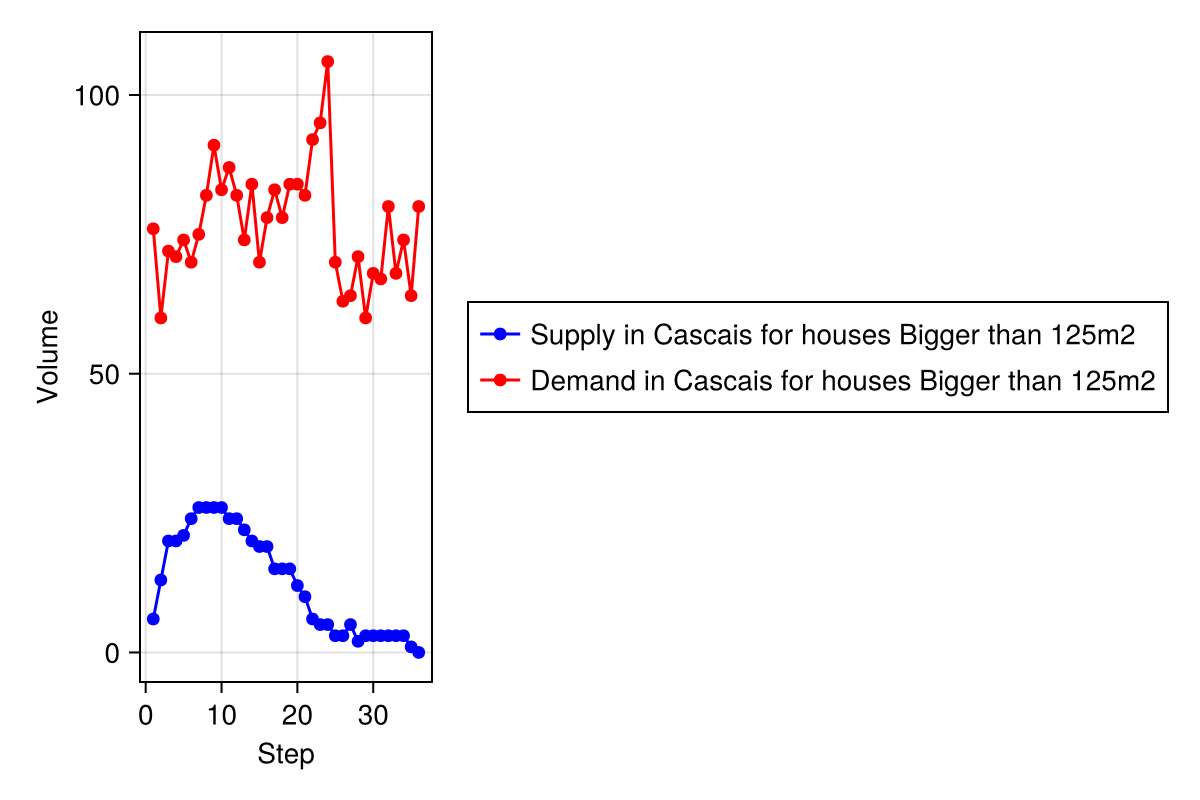 100
50
0
Volume
0 10 20 30
Step
Supply in Cascais for houses Bigger than 125m2
Demand in Cascais for houses Bigger than 125m2